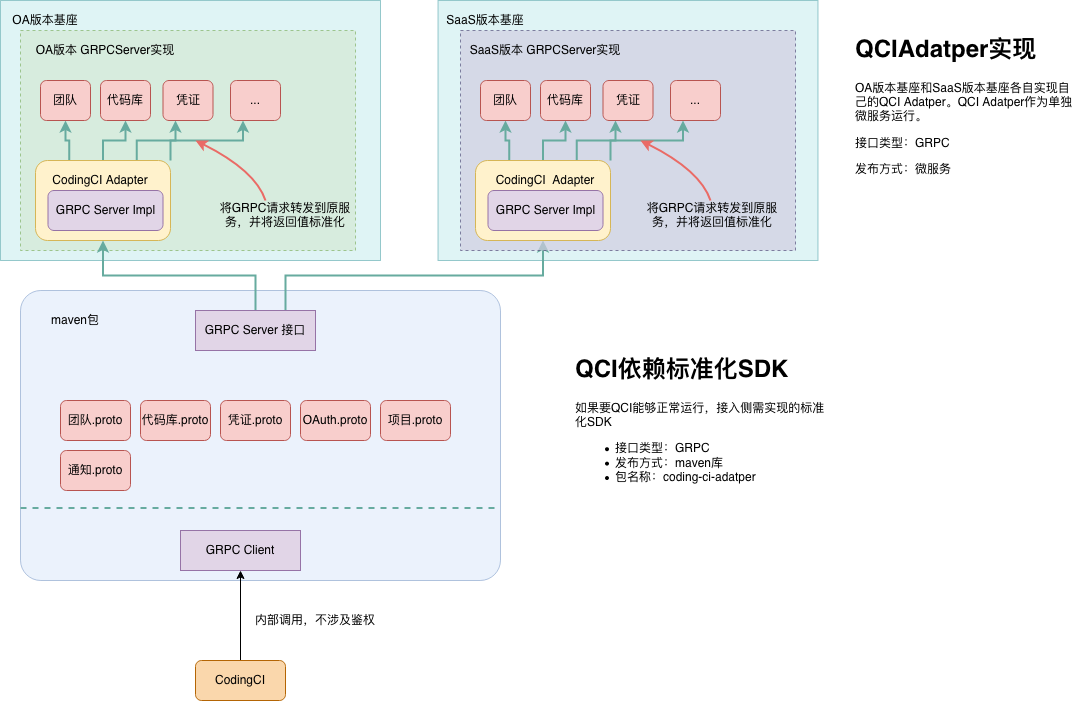 OA版本基座
OA版本 GRPCServer实现
团队
代码库
凭证
...
CodingCI Adapter
GRPC Server Impl
将GRPC请求转发到原服
务，并将返回值标准化
SaaS版本基座
SaaS版本 GRPCServer实现
团队
代码库
凭证
...
CodingCI  Adapter
GRPC Server Impl
将GRPC请求转发到原服
务，并将返回值标准化
QCIAdatper实现
OA版本基座和SaaS版本基座各自实现自
己的QCI Adatper。QCI Adatper作为单独
微服务运行。
接口类型：GRPC
发布方式：微服务
maven包
GRPC Server 接口
团队.proto
代码库.proto
凭证.proto
OAuth.proto
项目.proto
通知.proto
GRPC Client
内部调用，不涉及鉴权
CodingCI
QCI依赖标准化SDK
如果要QCI能够正常运行，接入侧需实现的标准
化SDK
• 接口类型：GRPC
• 发布方式：maven库
• 包名称：coding-ci-adatper